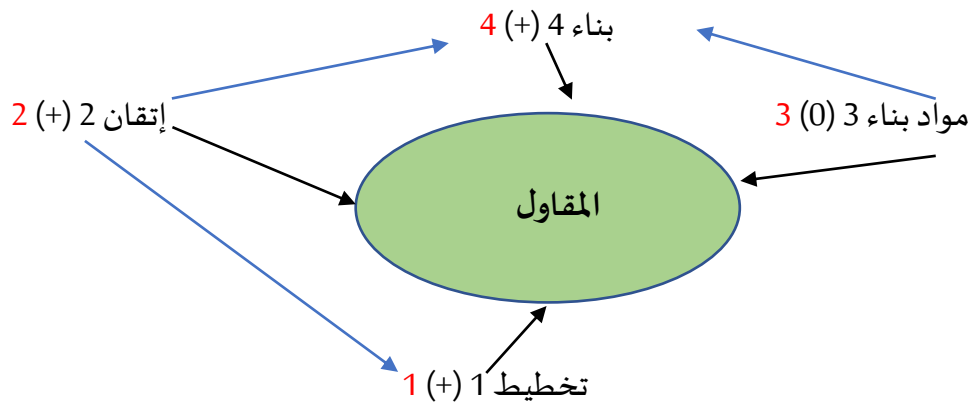 بناء 4 (+) 4
مواد بناء 3 (0) 3
إتقان 2 (+) 2
المقاول
تخطيط 1 (+) 1